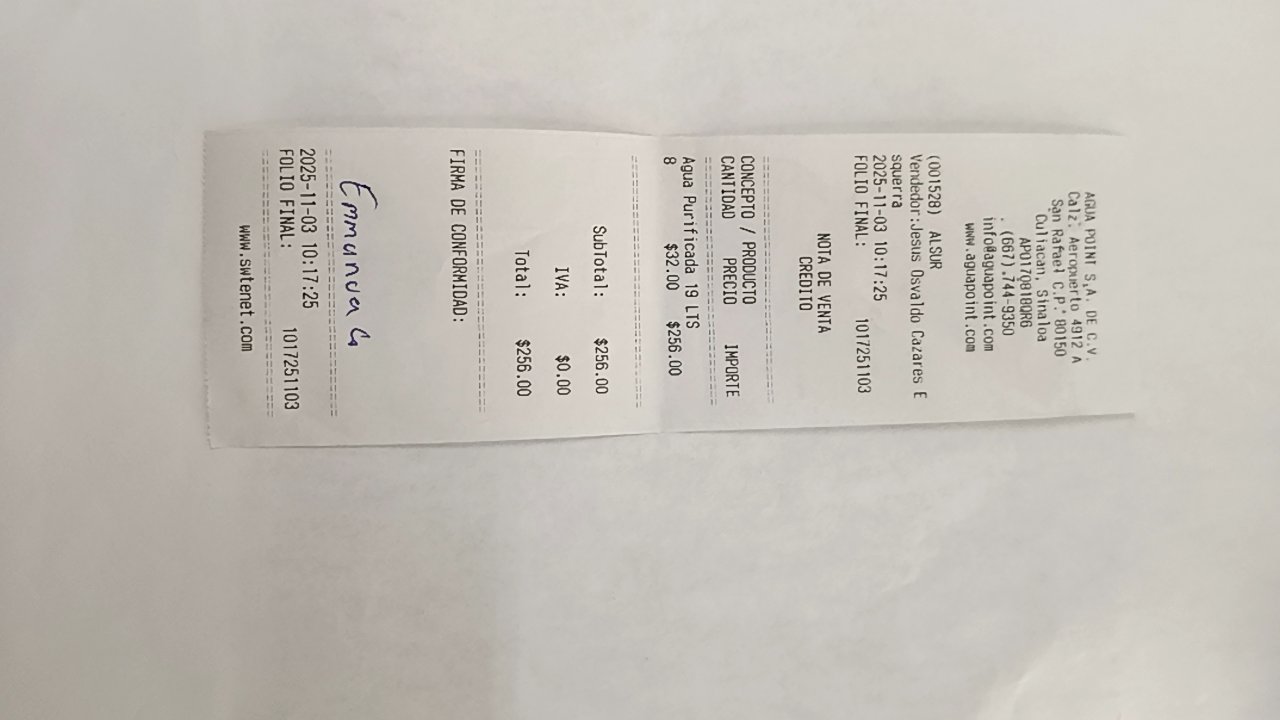 AGUA POINT S.A. DE C.V.
Calz. Aeropuerto 4912 A
San Rafael C.P. 80150
Culiacan, Sinaloa
APO170818QR6
. (667).744-9350
info@aguapoint.com
www.aguapoint.com
(001528) ALSUR
Vendedor:Jesus Osvaldo Cazares E
squerra
2025-11-03 10:17:25
FOLIO FINAL: 1017251103
NOTA DE VENTA
CREDITO
CONCEPTO / PRODUCTO
CANTIDAD PRECIO IMPORTE
Agua Purificada 19 LTS
8 $32.00 $256.00
SubTotal: $256.00
IVA: $0.00
Total: $256.00
FIRMA DE CONFORMIDAD:
2025-11-03 10:17:25
FOLIO FINAL: 1017251103
www.swtenet.com